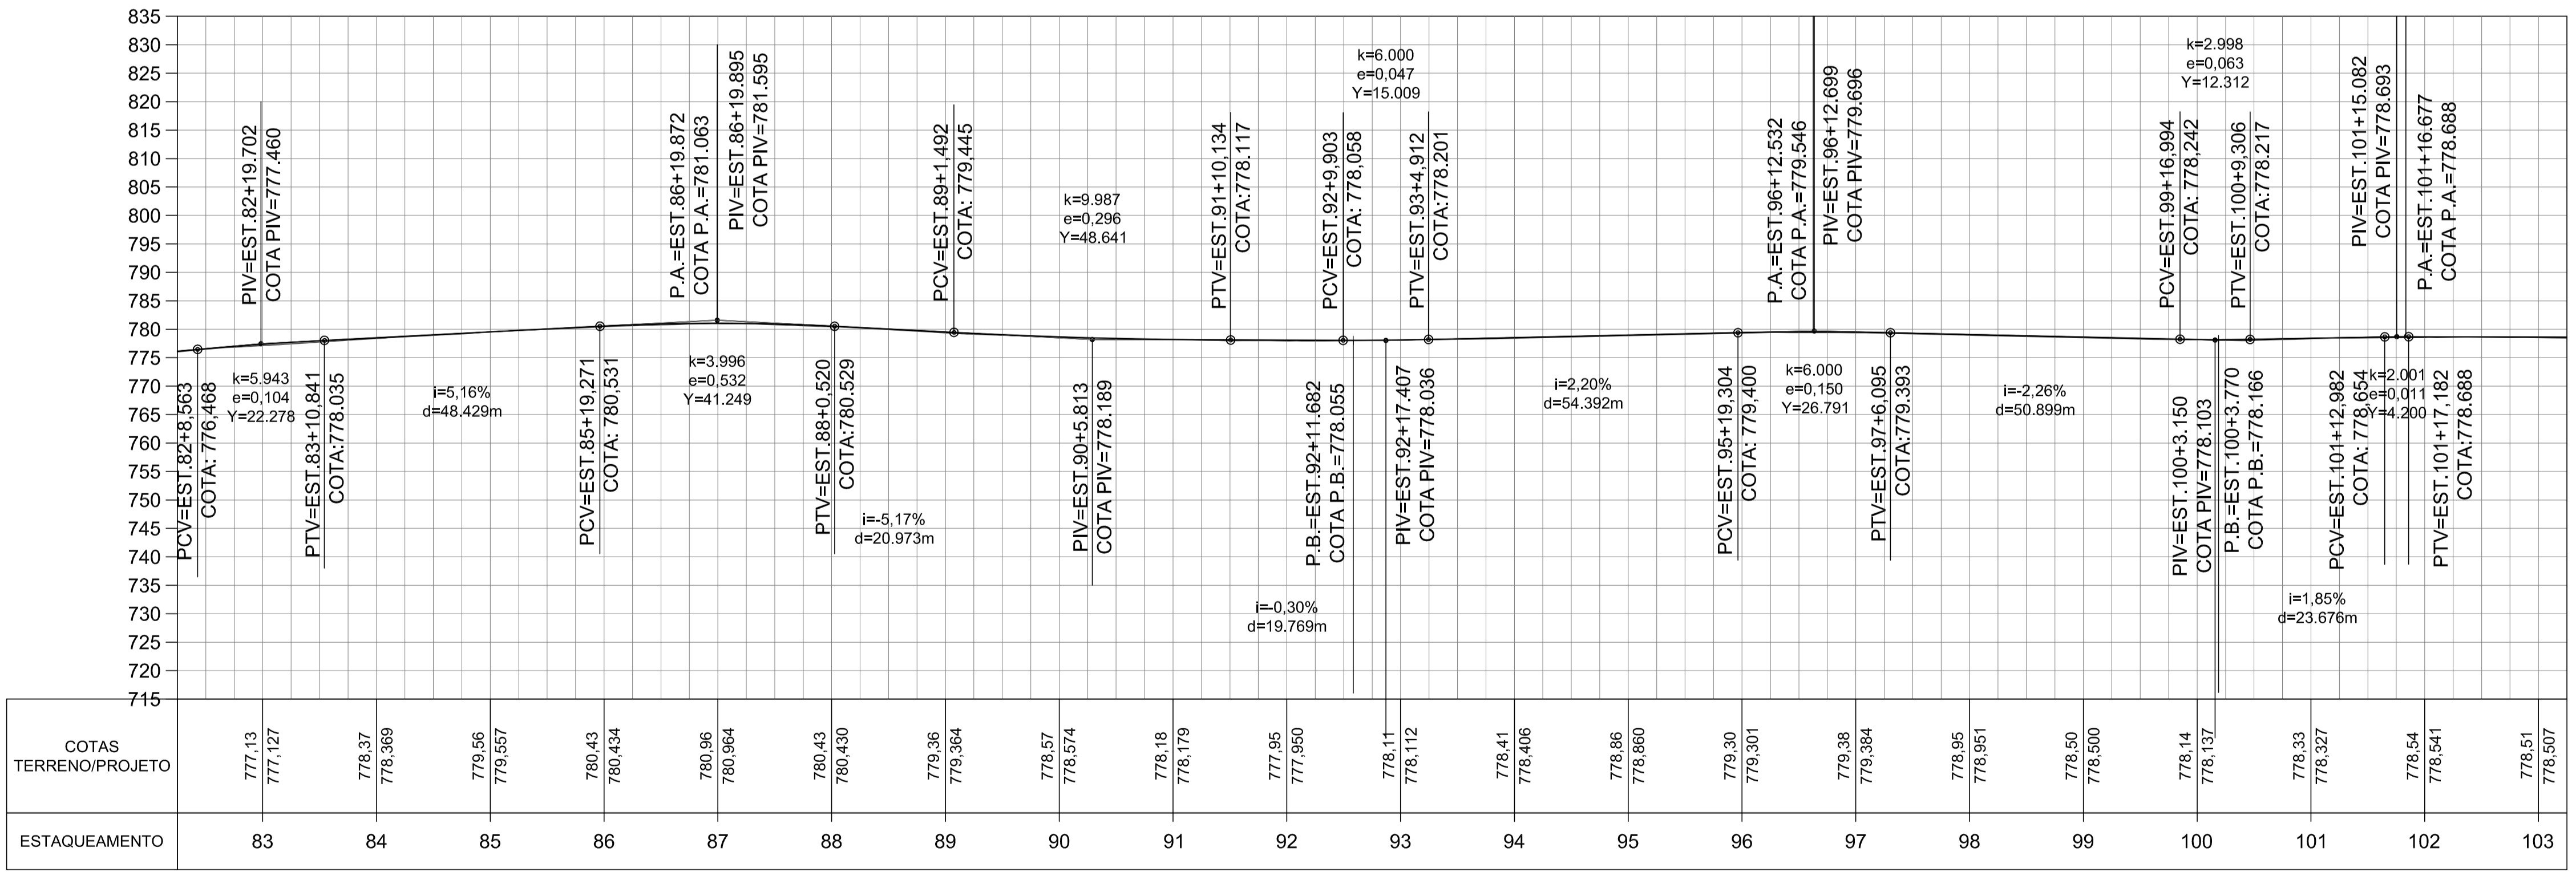 835
830
825
820
815
810
805
800
795
790
785
780
775
770
765
760
755
750
745
740
735
730
725
720
715
PCV=EST.82+8,563
COTA: 776,468
PIV=EST.82+19.702
COTA PIV=777.460
k=5.943
e=0,104
Y=22.278
PTV=EST.83+10,841
COTA:778.035
i=5,16%
d=48.429m
PCV=EST.85+19,271
COTA: 780,531
P.A.=EST.86+19.872
COTA P.A.=781.063
PIV=EST.86+19.895
COTA PIV=781.595
k=3.996
e=0,532
Y=41.249
PTV=EST.88+0,520
COTA:780.529
i=-5,17%
d=20.973m
PCV=EST.89+1,492
COTA: 779,445
k=9.987
e=0,296
Y=48.641
PIV=EST.90+5.813
COTA PIV=778.189
PTV=EST.91+10,134
COTA:778.117
i=-0,30%
d=19.769m
PCV=EST.92+9,903
COTA: 778,058
P.B.=EST.92+11.682
COTA P.B.=778.055
k=6.000
e=0,047
Y=15.009
PIV=EST.92+17.407
COTA PIV=778.036
PTV=EST.93+4,912
COTA:778.201
i=2,20%
d=54.392m
PCV=EST.95+19,304
COTA: 779,400
P.A.=EST.96+12.532
COTA P.A.=779.546
PIV=EST.96+12.699
COTA PIV=779.696
k=6.000
e=0,150
Y=26.791
PTV=EST.97+6,095
COTA:779.393
i=-2,26%
d=50.899m
PCV=EST.99+16,994
COTA: 778,242
k=2.998
e=0,063
Y=12.312
PIV=EST.100+3.150
COTA PIV=778.103
P.B.=EST.100+3.770
COTA P.B.=778.166
PTV=EST.100+9,306
COTA:778.217
i=1,85%
d=23.676m
PCV=EST.101+12,982
COTA: 778,654
PIV=EST.101+15.082
COTA PIV=778.693
k=2.001
e=0,011
Y=4.200
P.A.=EST.101+16.677
COTA P.A.=778.688
PTV=EST.101+17,182
COTA:778.688
COTAS
TERRENO/PROJETO
777,13
777,127
778,37
778,369
779,56
779,557
780,43
780,434
780,96
780,964
780,43
780,430
779,36
779,364
778,57
778,574
778,18
778,179
777,95
777,950
778,11
778,112
778,41
778,406
778,86
778,860
779,30
779,301
779,38
779,384
778,95
778,951
778,50
778,500
778,14
778,137
778,33
778,327
778,54
778,541
778,51
778,507
ESTAQUEAMENTO
83 84 85 86 87 88 89 90 91 92 93 94 95 96 97 98 99 100 101 102 103